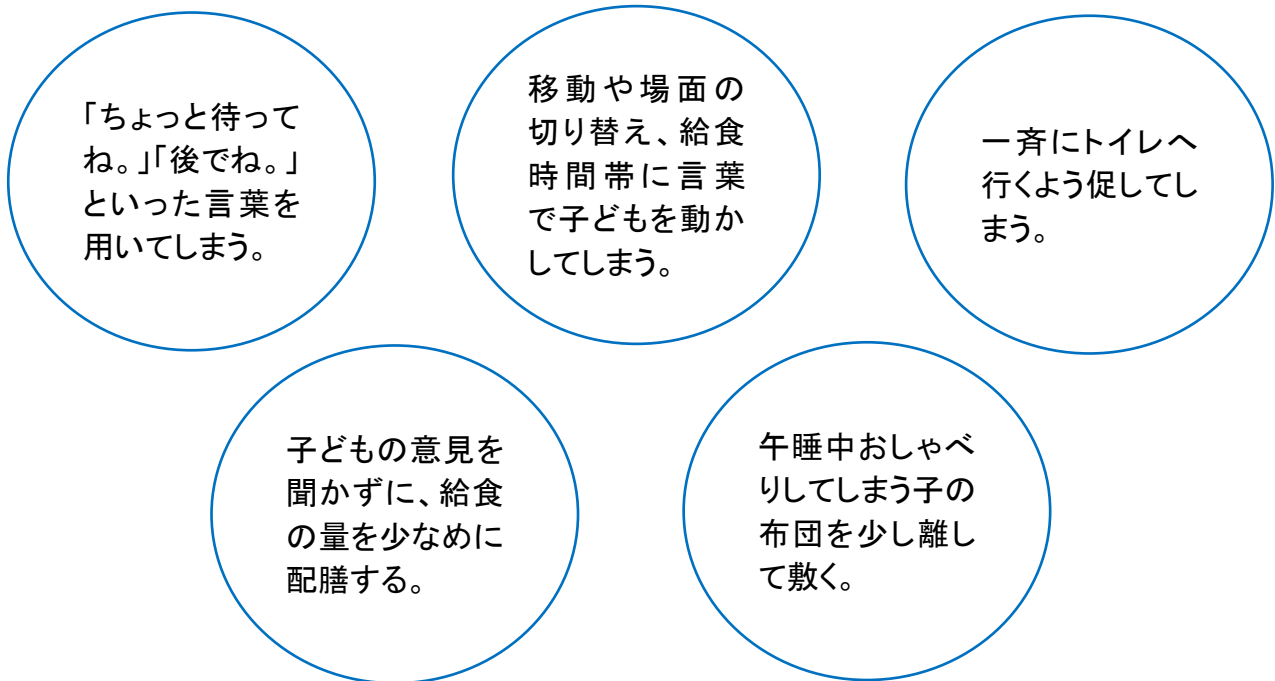 「ちょっと待って
ね。」「後でね。」
といった言葉を
用いてしまう。
移動や場面の
切り替え、給食
時間帯に言葉
で子どもを動か
してしまう。
一斉にトイレへ
行くよう促してし
まう。
子どもの意見を
聞かずに、給食
の量を少なめに
配膳する。
午睡中おしゃべ
りしてしまう子の
布団を少し離し
て敷く。